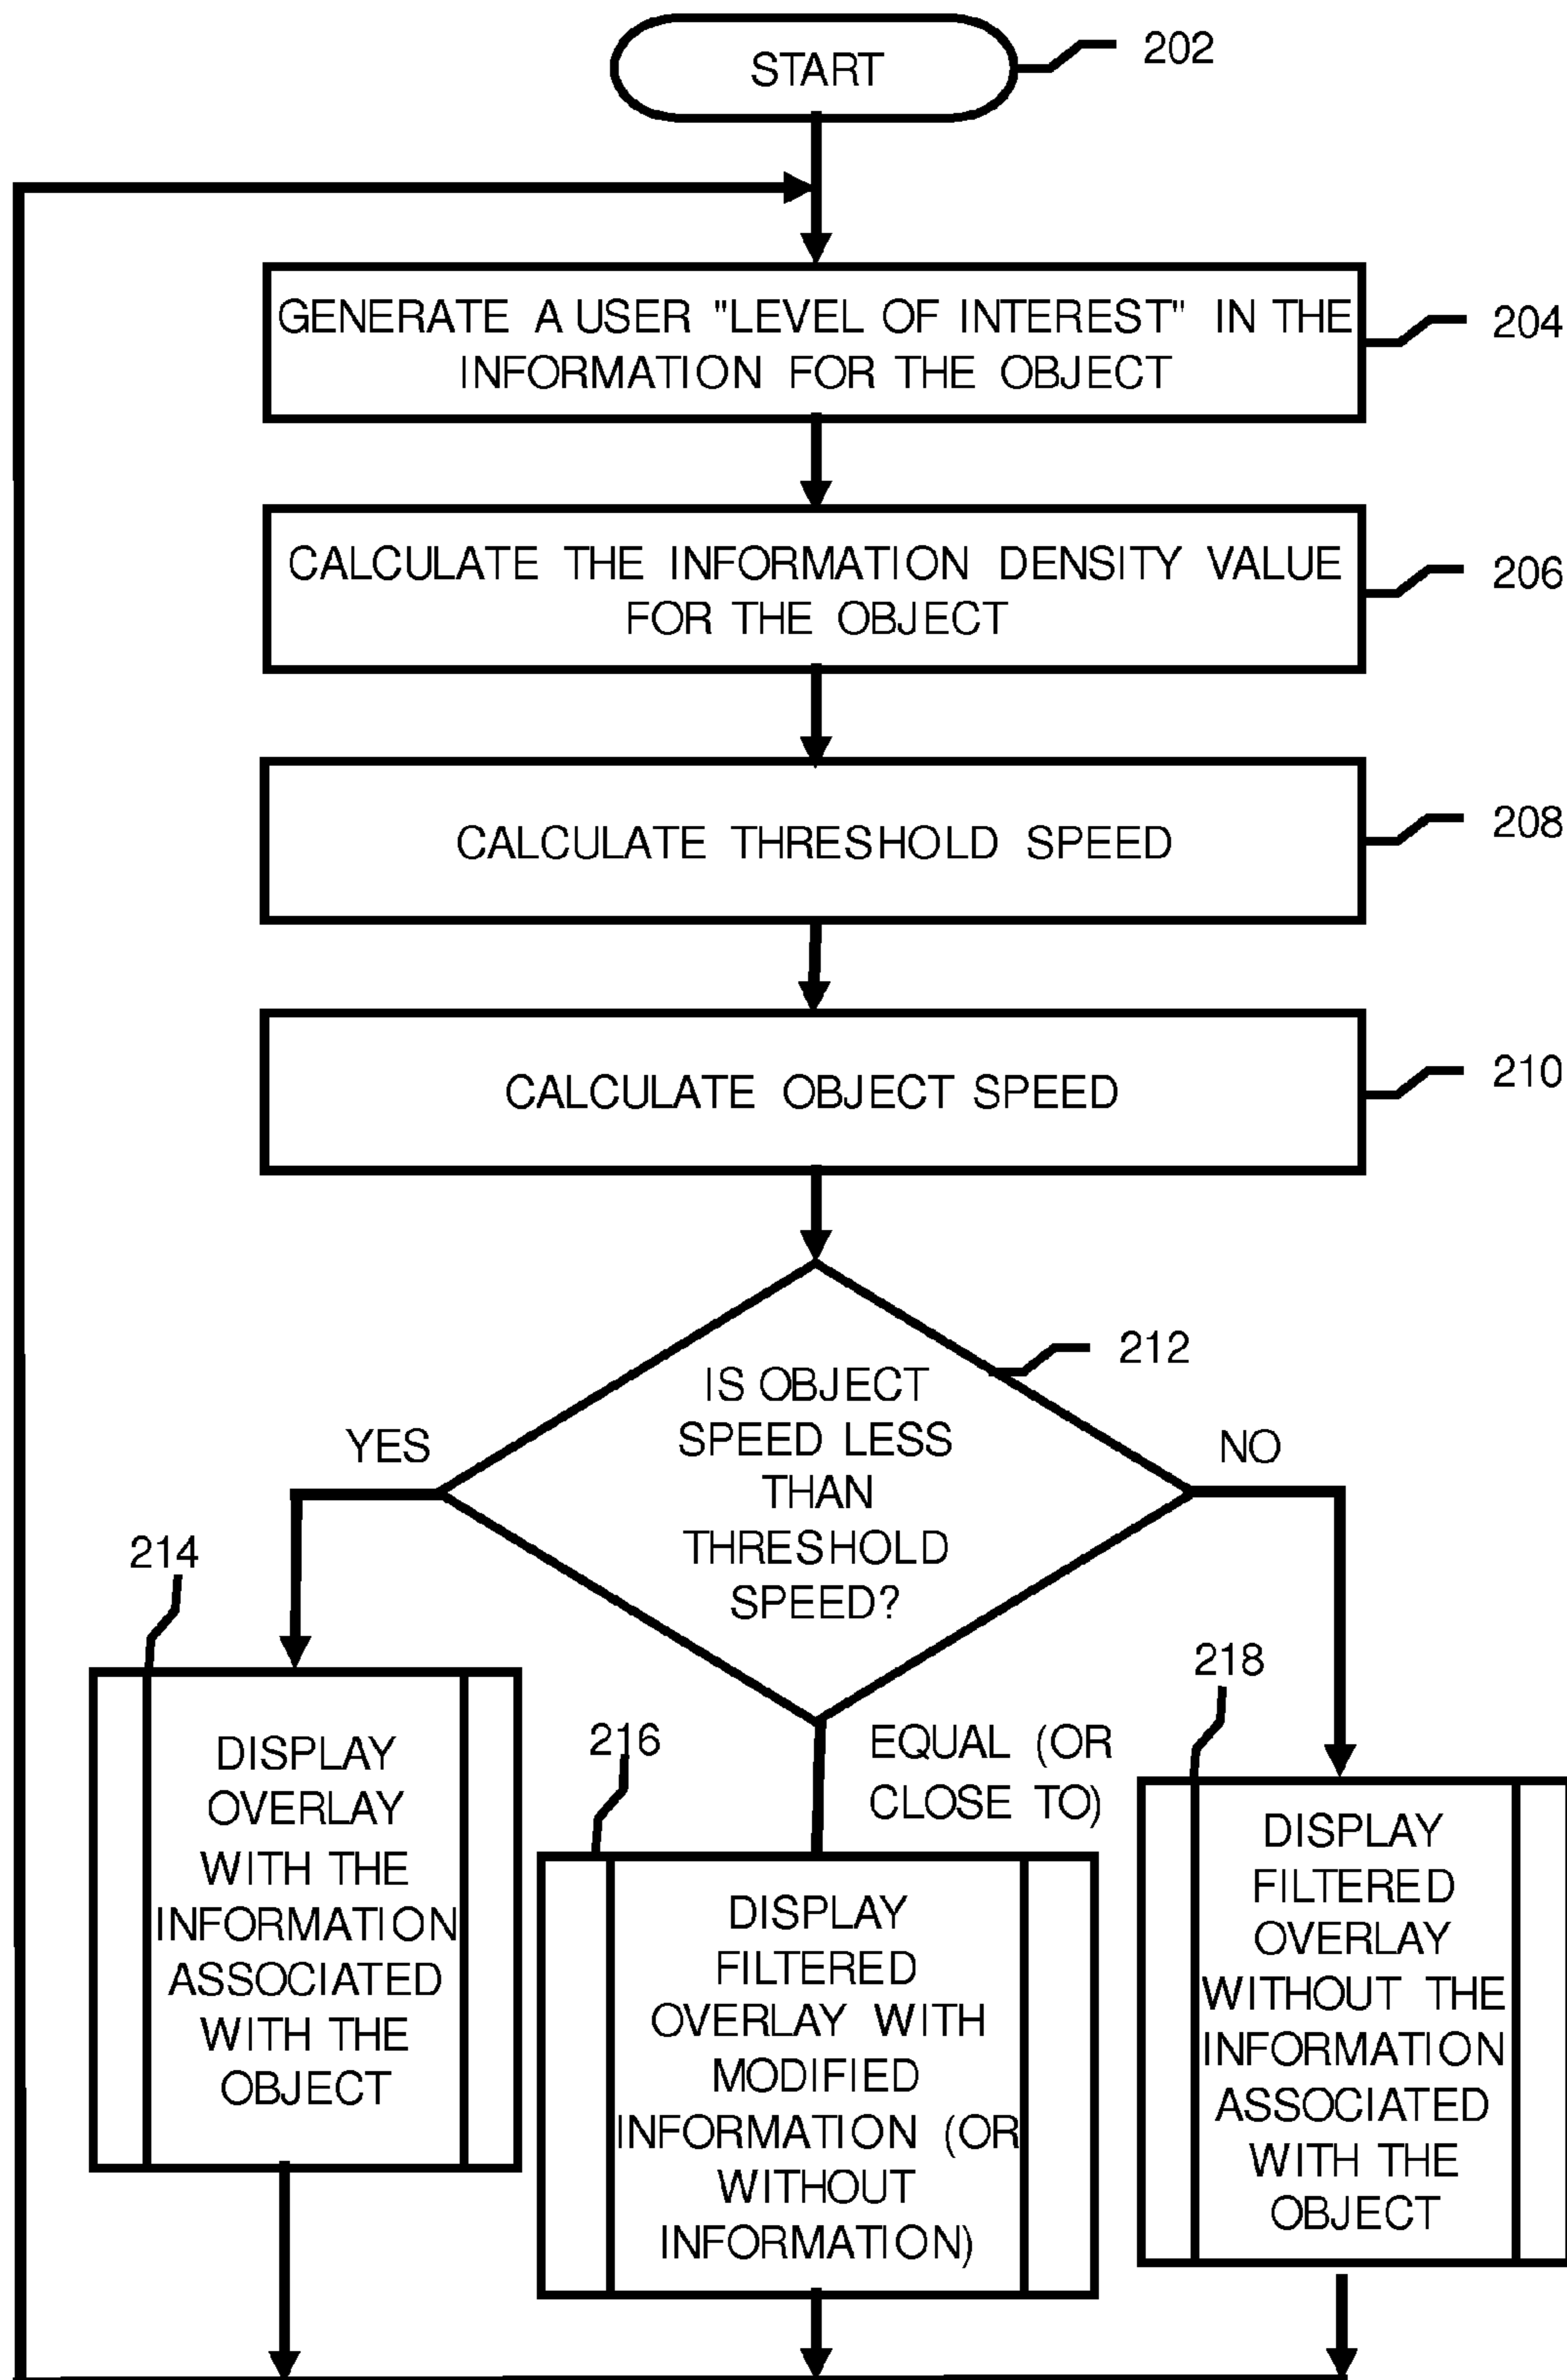 START
202
GENERATE A USER "LEVEL OF INTEREST" IN THE
INFORMATION FOR THE OBJECT
204
CALCULATE THE INFORMATION DENSITY VALUE
FOR THE OBJECT
206
CALCULATE THRESHOLD SPEED
208
CALCULATE OBJECT SPEED
210
IS OBJECT
SPEED LESS
THAN
THRESHOLD
SPEED?
212
YES
NO
214
DISPLAY
OVERLAY
WITH THE
INFORMATION
ASSOCIATED
WITH THE
OBJECT
216
EQUAL (OR
CLOSE TO)
DISPLAY
FILTERED
OVERLAY WITH
MODIFIED
INFORMATION (OR
WITHOUT
INFORMATION)
218
DISPLAY
FILTERED
OVERLAY
WITHOUT THE
INFORMATION
ASSOCIATED
WITH THE
OBJECT